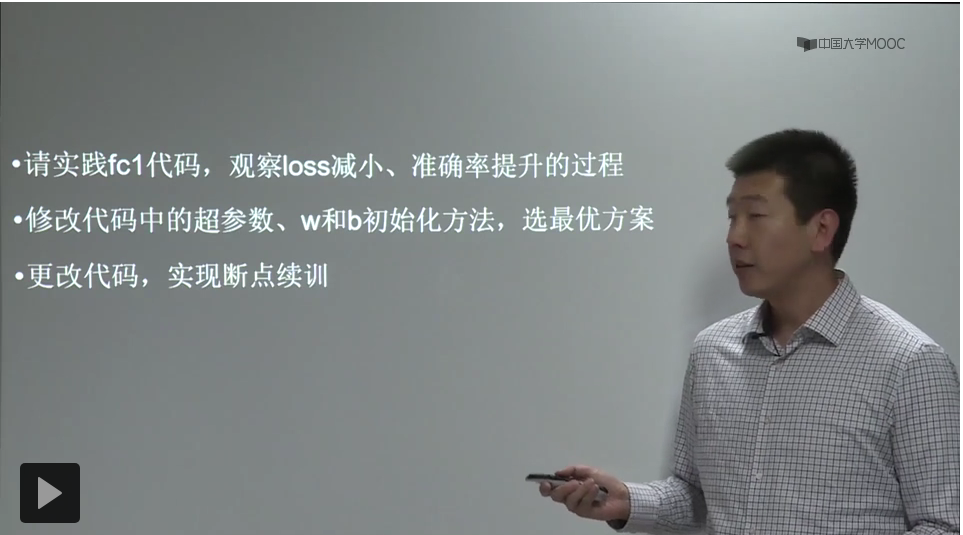 中国大学MOOC
•请实践fc1代码，观察loss减小、准确率提升的过程
•修改代码中的超参数、w和b初始化方法，选最优方案
•更改代码，实现断点续训